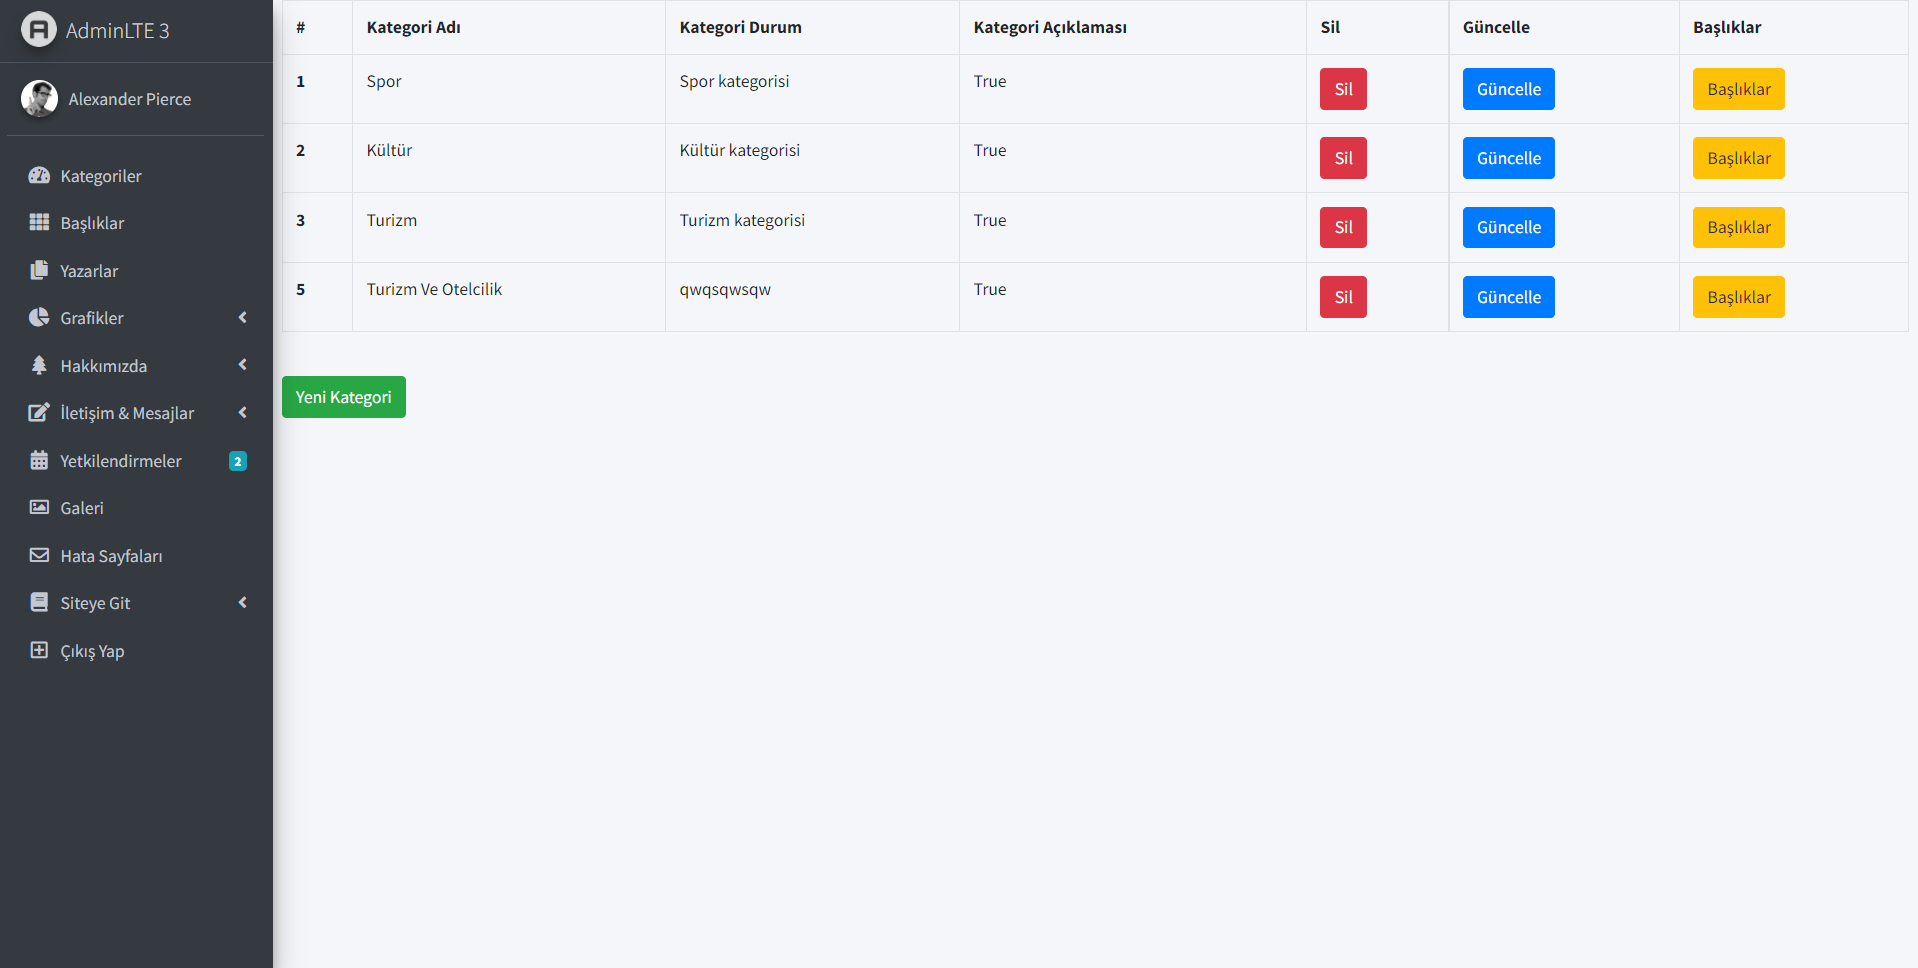 AdminLTE 3
Alexander Pierce
Kategoriler
Başlıklar
Yazarlar
Grafikler
Hakkımızda
İletişim & Mesajlar
Yetkilendirmeler 2
Galeri
Hata Sayfaları
Siteye Git
Çıkış Yap
# Kategori Adı Kategori Durum Kategori Açıklaması Sil Güncelle Başlıklar
1 Spor Spor kategorisi True Sil Güncelle Başlıklar
2 Kültür Kültür kategorisi True Sil Güncelle Başlıklar
3 Turizm Turizm kategorisi True Sil Güncelle Başlıklar
5 Turizm Ve Otelcilik qwqsqwsqw True Sil Güncelle Başlıklar
Yeni Kategori